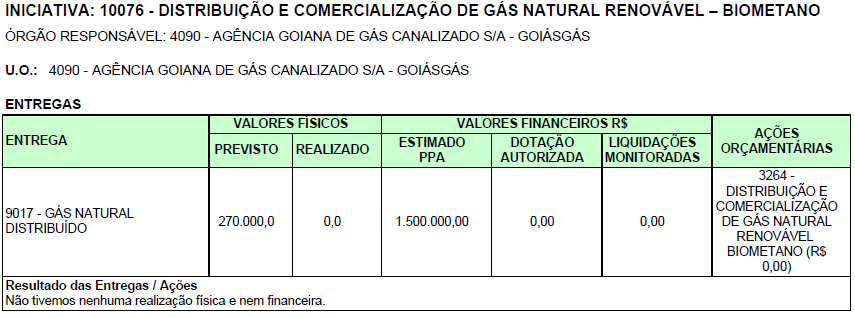 INICIATIVA: 10076 - DISTRIBUIÇÃO E COMERCIALIZAÇÃO DE GÁS NATURAL RENOVÁVEL – BIOMETANO
ÓRGÃO RESPONSÁVEL: 4090 - AGÊNCIA GOIANA DE GÁS CANALIZADO S/A - GOIÁSGÁS
U.O.: 4090 - AGÊNCIA GOIANA DE GÁS CANALIZADO S/A - GOIÁSGÁS
ENTREGAS
ENTREGA
VALORES FÍSICOS
VALORES FINANCEIROS R$
AÇÕES
ORÇAMENTÁRIAS
PREVISTO
REALIZADO
ESTIMADO
PPA
DOTAÇÃO
AUTORIZADA
LIQUIDAÇÕES
MONITORADAS
9017 - GÁS NATURAL
DISTRIBUÍDO
270.000,0
0,0
1.500.000,00
0,00
0,00
3264 -
DISTRIBUIÇÃO E
COMERCIALIZAÇÃO
DE GÁS NATURAL
RENOVÁVEL
BIOMETANO (R$
0,00)
Resultado das Entregas / Ações
Não tivemos nenhuma realização física e nem financeira.